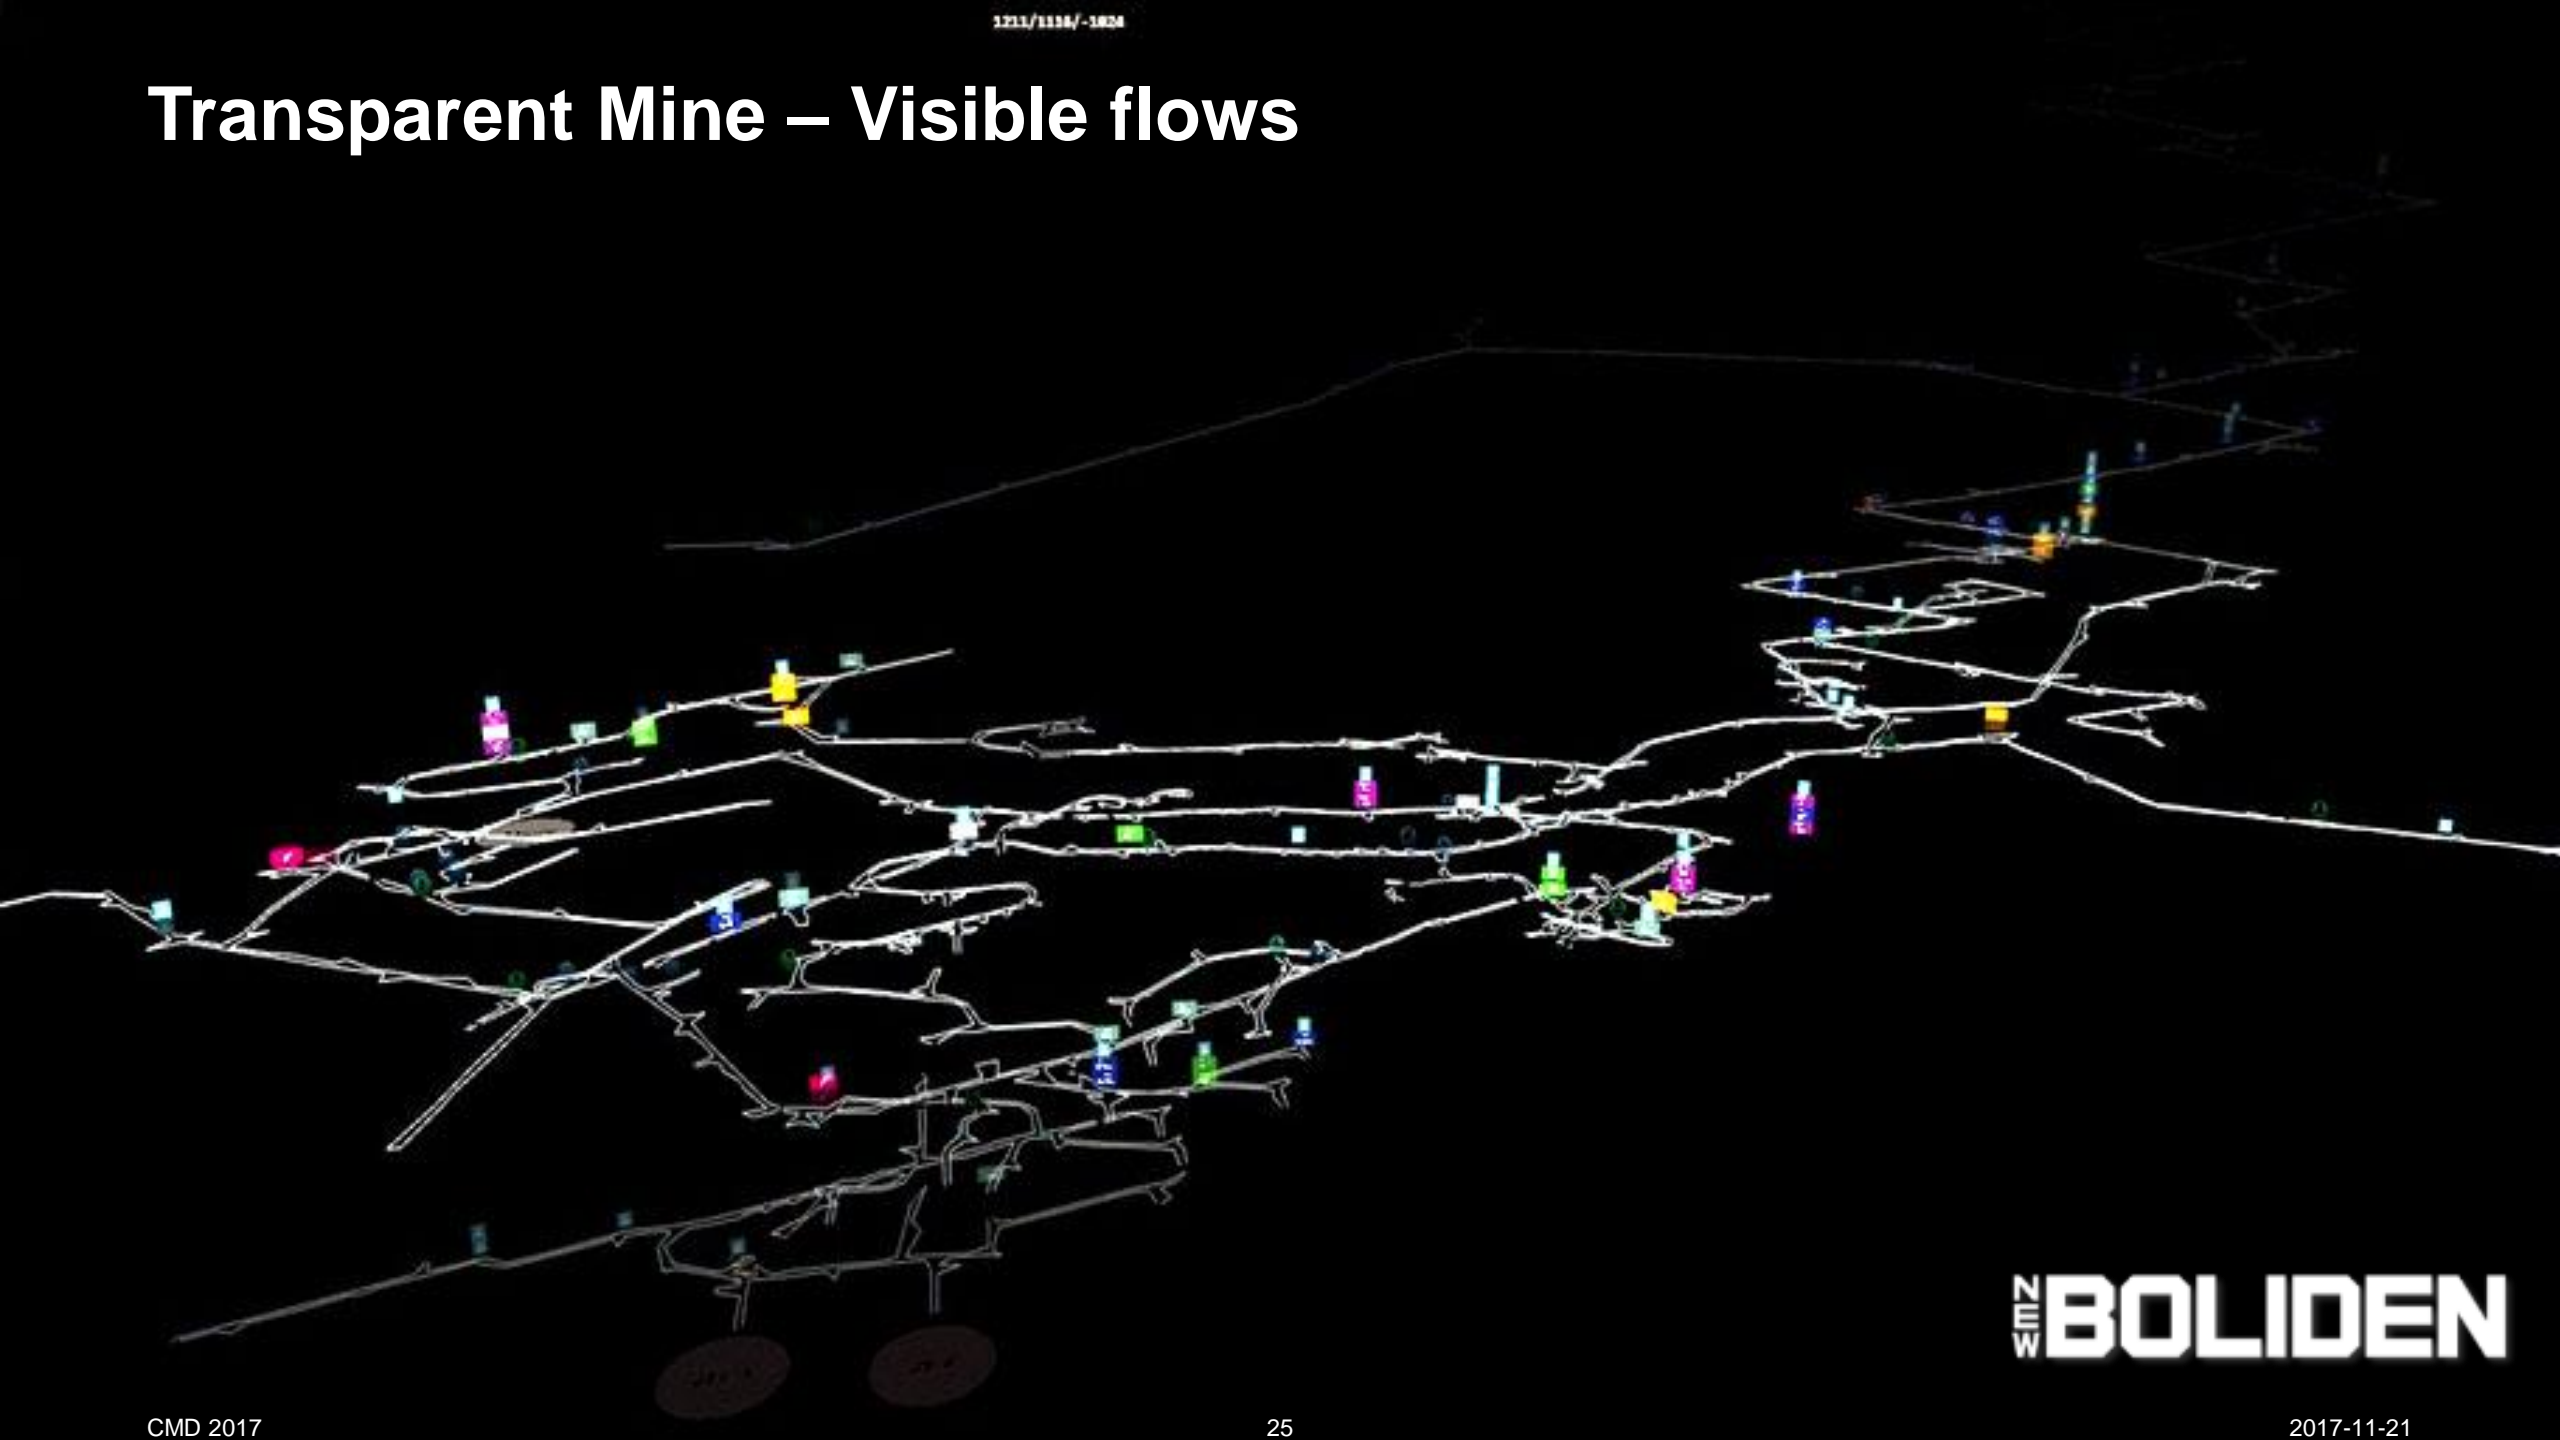 Transparent Mine – Visible flows
NEW BOLIDEN
CMD 2017
25
2017-11-21